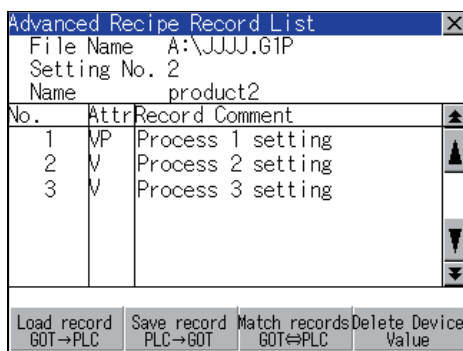 Advanced Recipe Record List ×
File Name A:\JJJJ.G1P
Setting No. 2
Name product2
No. Attr Record Comment
1 VP Process 1 setting
2 V Process 2 setting
3 V Process 3 setting
Load record Save record Match records Delete Device
GOT→PLC PLC→GOT GOT⇔PLC Value